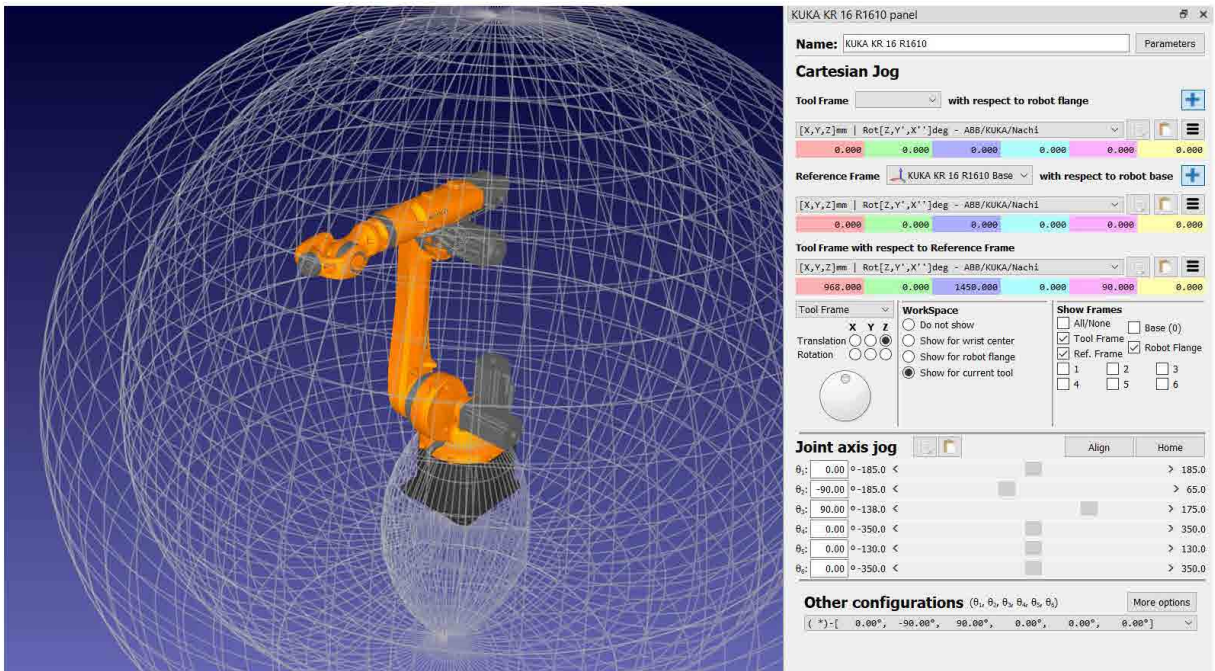 KUKA KR 16 R1610 panel
Name: KUKA KR 16 R1610 Parameters
Cartesian Jog
Tool Frame with respect to robot flange
[X,Y,Z]mm | Rot[Z,Y',X'']deg - ABB/KUKA/Nachi
0.000 0.000 0.000 0.000 0.000 0.000
Reference Frame KUKA KR 16 R1610 Base with respect to robot base
[X,Y,Z]mm | Rot[Z,Y',X'']deg - ABB/KUKA/Nachi
0.000 0.000 0.000 0.000 0.000 0.000
Tool Frame with respect to Reference Frame
[X,Y,Z]mm | Rot[Z,Y',X'']deg - ABB/KUKA/Nachi
968.000 0.000 1450.000 0.000 90.000 0.000
Tool Frame
X Y Z
Translation
Rotation
WorkSpace
Do not show
Show for wrist center
Show for robot flange
Show for current tool
Show Frames
All/None Base (0)
Tool Frame Robot Flange
Ref. Frame
1 2 3
4 5 6
Joint axis jog Align Home
θ₁: 0.00 º -185.0 < > 185.0
θ₂: -90.00 º -185.0 < > 65.0
θ₃: 90.00 º -138.0 < > 175.0
θ₄: 0.00 º -350.0 < > 350.0
θ₅: 0.00 º -130.0 < > 130.0
θ₆: 0.00 º -350.0 < > 350.0
Other configurations (θ₁, θ₂, θ₃, θ₄, θ₅, θ₆) More options
( *)-[ 0.00°, -90.00°, 90.00°, 0.00°, 0.00°, 0.00°]